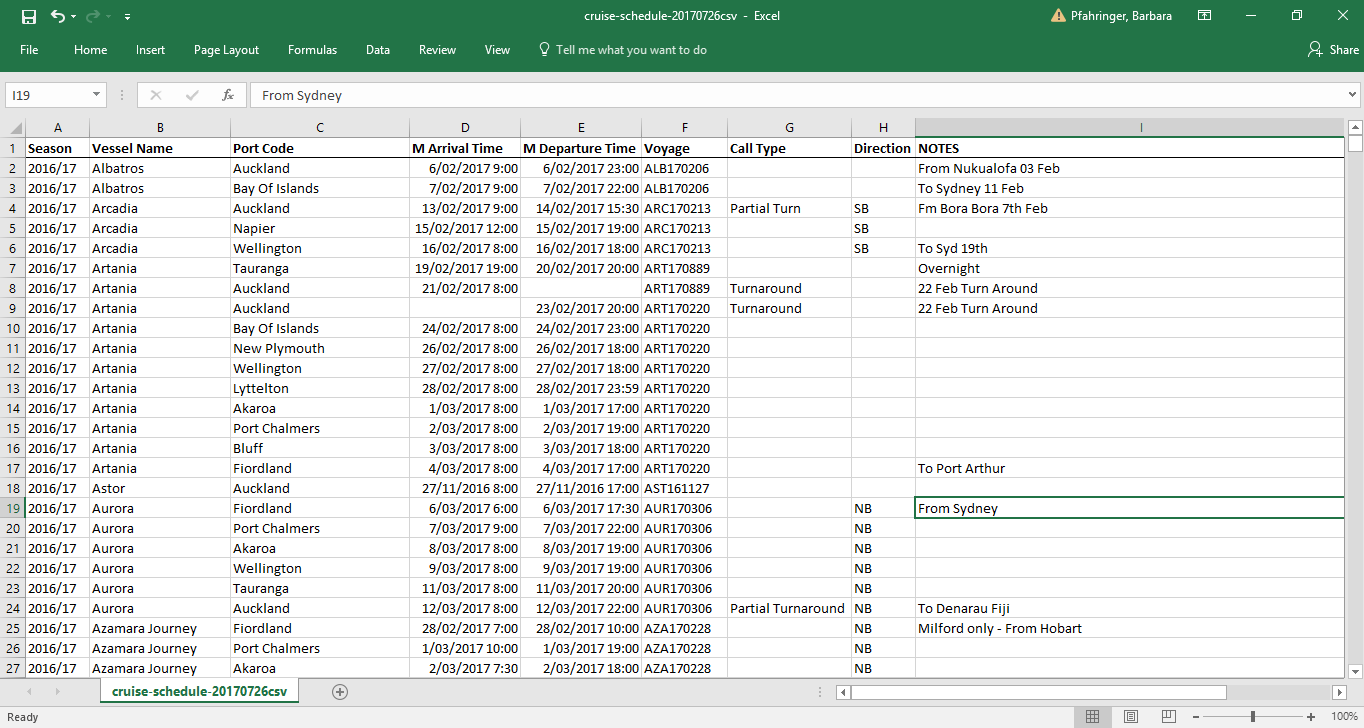 cruise-schedule-20170726csv - Excel
Pfahringer, Barbara
File Home Insert Page Layout Formulas Data Review View Tell me what you want to do Share
I19 fx From Sydney
A B C D E F G H I
1 Season Vessel Name Port Code M Arrival Time M Departure Time Voyage Call Type Direction NOTES
2 2016/17 Albatros Auckland 6/02/2017 9:00 6/02/2017 23:00 ALB170206 From Nukualofa 03 Feb
3 2016/17 Albatros Bay Of Islands 7/02/2017 9:00 7/02/2017 22:00 ALB170206 To Sydney 11 Feb
4 2016/17 Arcadia Auckland 13/02/2017 9:00 14/02/2017 15:30 ARC170213 Partial Turn SB Fm Bora Bora 7th Feb
5 2016/17 Arcadia Napier 15/02/2017 12:00 15/02/2017 19:00 ARC170213 SB
6 2016/17 Arcadia Wellington 16/02/2017 8:00 16/02/2017 18:00 ARC170213 SB To Syd 19th
7 2016/17 Artania Tauranga 19/02/2017 19:00 20/02/2017 20:00 ART170889 Overnight
8 2016/17 Artania Auckland 21/02/2017 8:00 ART170889 Turnaround 22 Feb Turn Around
9 2016/17 Artania Auckland 23/02/2017 20:00 ART170220 Turnaround 22 Feb Turn Around
10 2016/17 Artania Bay Of Islands 24/02/2017 8:00 24/02/2017 23:00 ART170220
11 2016/17 Artania New Plymouth 26/02/2017 8:00 26/02/2017 18:00 ART170220
12 2016/17 Artania Wellington 27/02/2017 8:00 27/02/2017 18:00 ART170220
13 2016/17 Artania Lyttelton 28/02/2017 8:00 28/02/2017 23:59 ART170220
14 2016/17 Artania Akaroa 1/03/2017 8:00 1/03/2017 17:00 ART170220
15 2016/17 Artania Port Chalmers 2/03/2017 8:00 2/03/2017 19:00 ART170220
16 2016/17 Artania Bluff 3/03/2017 8:00 3/03/2017 18:00 ART170220
17 2016/17 Artania Fiordland 4/03/2017 8:00 4/03/2017 17:00 ART170220 To Port Arthur
18 2016/17 Astor Auckland 27/11/2016 8:00 27/11/2016 17:00 AST161127
19 2016/17 Aurora Fiordland 6/03/2017 6:00 6/03/2017 17:30 AUR170306 NB From Sydney
20 2016/17 Aurora Port Chalmers 7/03/2017 9:00 7/03/2017 22:00 AUR170306 NB
21 2016/17 Aurora Akaroa 8/03/2017 8:00 8/03/2017 19:00 AUR170306 NB
22 2016/17 Aurora Wellington 9/03/2017 8:00 9/03/2017 19:00 AUR170306 NB
23 2016/17 Aurora Tauranga 11/03/2017 8:00 11/03/2017 20:00 AUR170306 NB
24 2016/17 Aurora Auckland 12/03/2017 8:00 12/03/2017 22:00 AUR170306 Partial Turnaround NB To Denarau Fiji
25 2016/17 Azamara Journey Fiordland 28/02/2017 7:00 28/02/2017 10:00 AZA170228 NB Milford only - From Hobart
26 2016/17 Azamara Journey Port Chalmers 1/03/2017 10:00 1/03/2017 19:00 AZA170228 NB
27 2016/17 Azamara Journey Akaroa 2/03/2017 7:30 2/03/2017 18:00 AZA170228 NB
cruise-schedule-20170726csv
Ready 100%